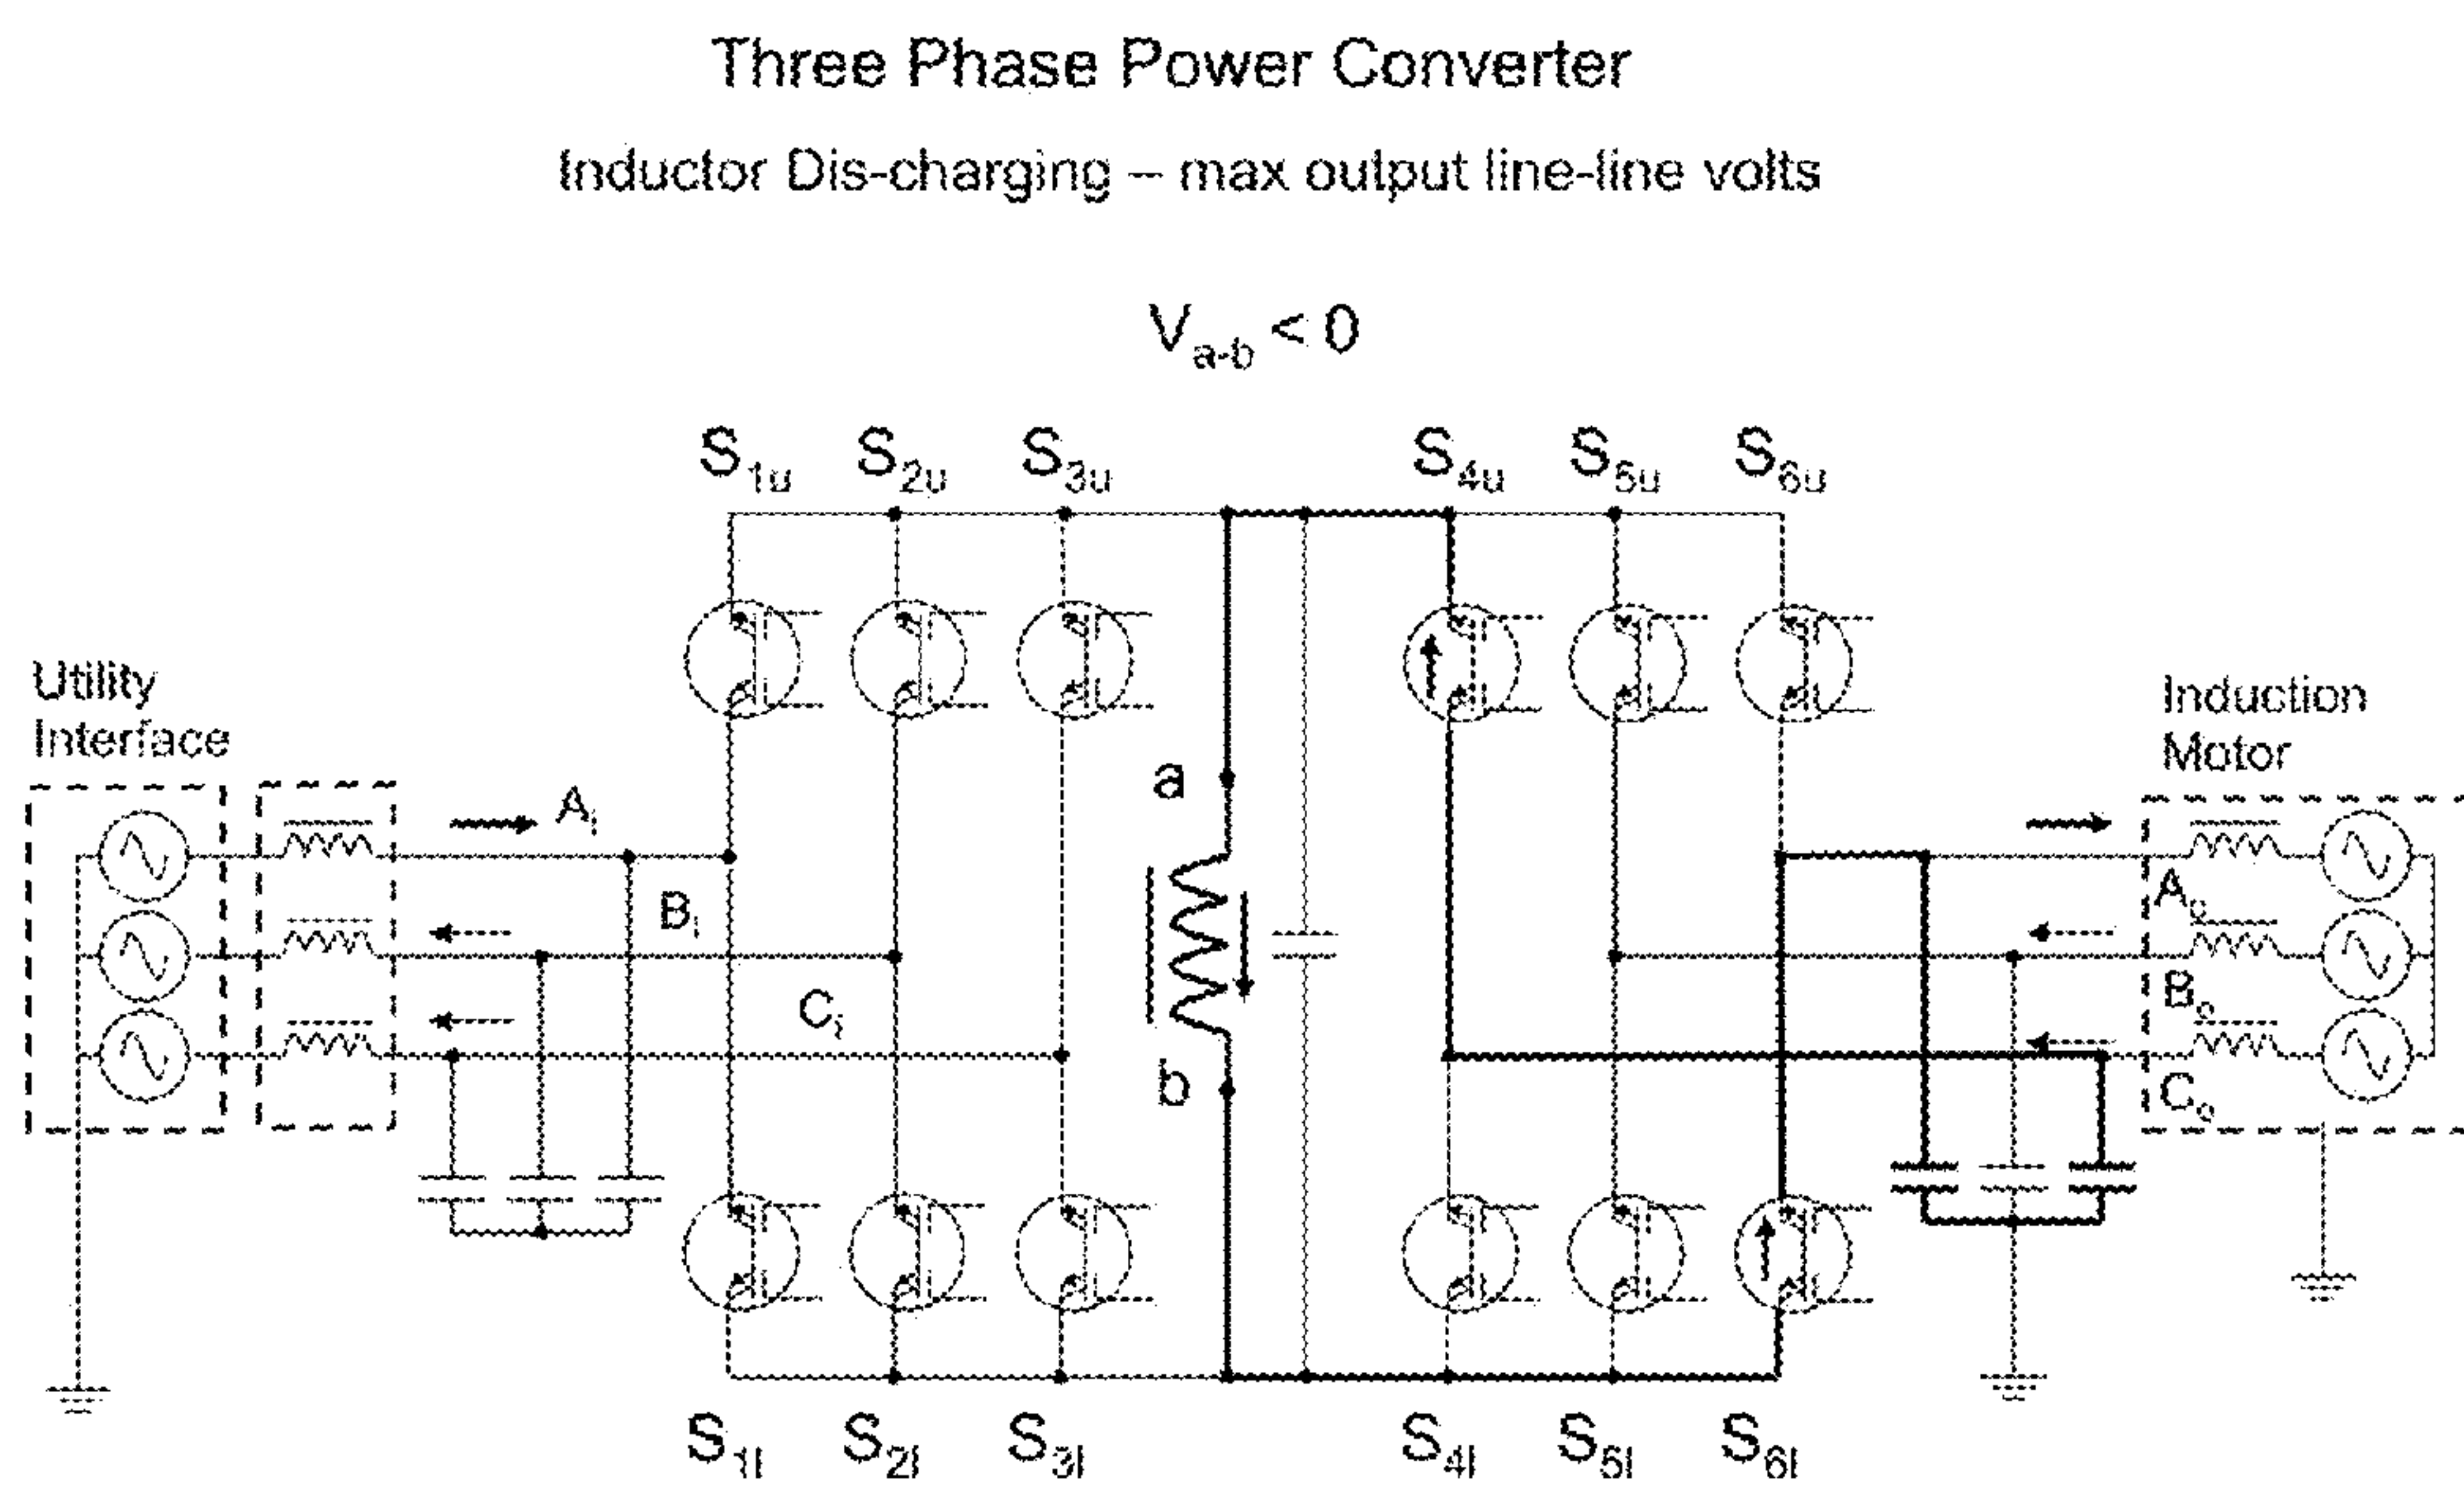 Three Phase Power Converter
Inductor Dis-charging – max output line-line volts
V a-b < 0
S1u S2u S3u S4u S5u S6u
Utility
Interface
Induction
Motor
Ai
Bi
Ci
a
b
Ao
Bo
Co
S1l S2l S3l S4l S5l S6l